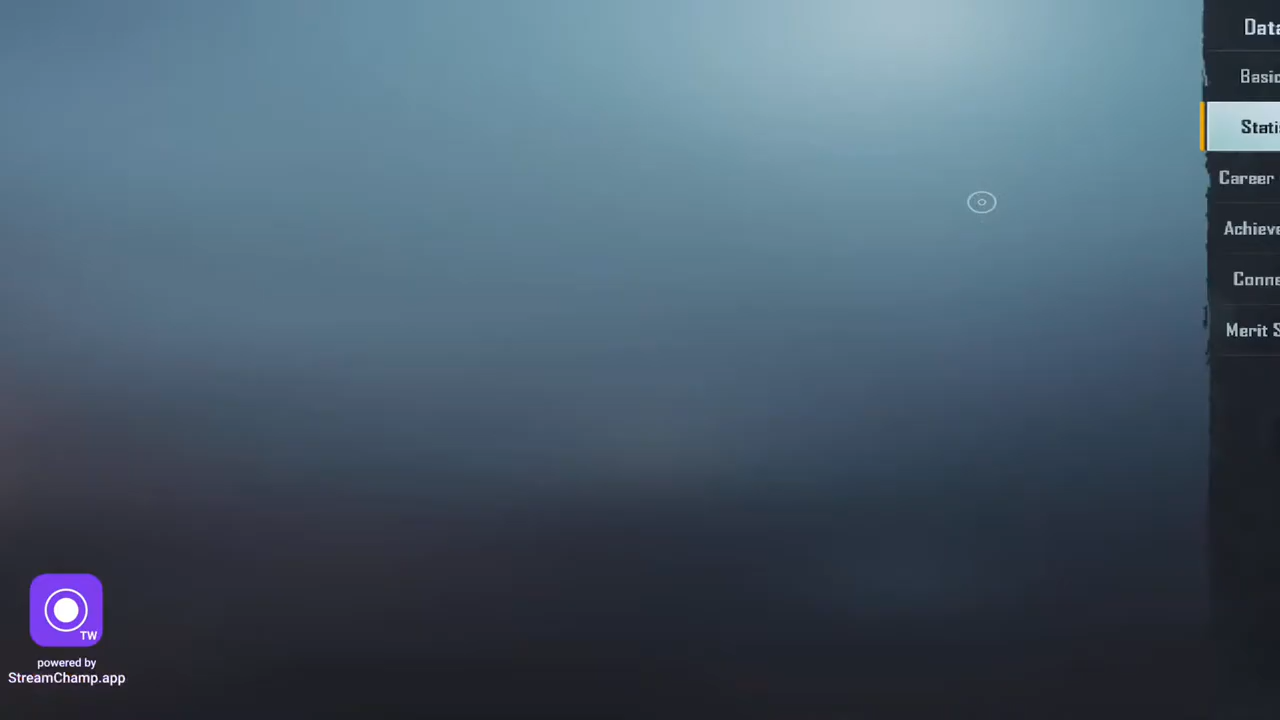 Data
Basic
Stati
Career
Achieve
Conne
Merit S
TW
powered by
StreamChamp.app